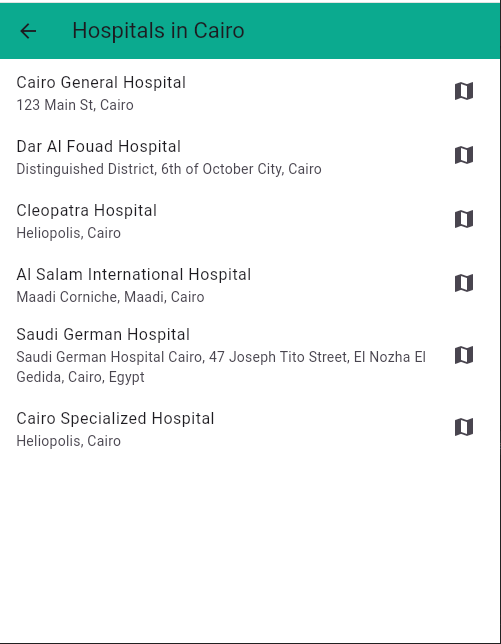 Hospitals in Cairo
Cairo General Hospital
123 Main St, Cairo
Dar Al Fouad Hospital
Distinguished District, 6th of October City, Cairo
Cleopatra Hospital
Heliopolis, Cairo
Al Salam International Hospital
Maadi Corniche, Maadi, Cairo
Saudi German Hospital
Saudi German Hospital Cairo, 47 Joseph Tito Street, El Nozha El
Gedida, Cairo, Egypt
Cairo Specialized Hospital
Heliopolis, Cairo